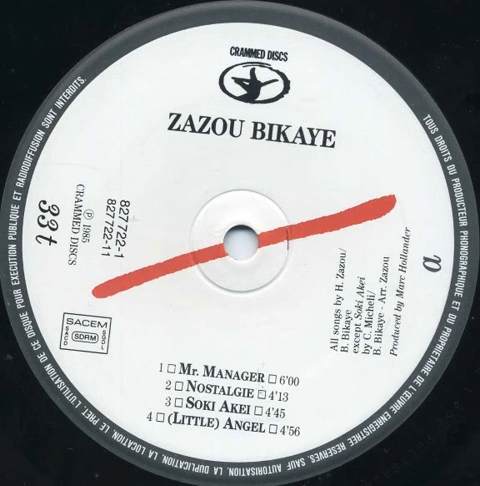 CRAMMED DISCS
ZAZOU BIKAYE
827 722-1
827 722-11
℗ 1985
CRAMMED DISCS
33t
a
SACEM
SACD
SDRM
All songs by H. Zazou/
B. Bikaye
except Soki Akei
by C. Micheli/
B. Bikaye - Arr. Zazou
Produced by Marc Hollander
1 □ MR. MANAGER □ 6'00
2 □ NOSTALGIE □ 4'13
3 □ SOKI AKEI □ 4'45
4 □ (LITTLE) ANGEL □ 4'56
TOUS DROITS DU PRODUCTEUR PHONOGRAPHIQUE ET DU PROPRIETAIRE DE L'ŒUVRE ENREGISTREE RESERVES. SAUF AUTORISATION, LA DUPLICATION, LA LOCATION, LE PRET, L'UTILISATION DE CE DISQUE POUR EXECUTION PUBLIQUE ET RADIODIFFUSION SONT INTERDITS.